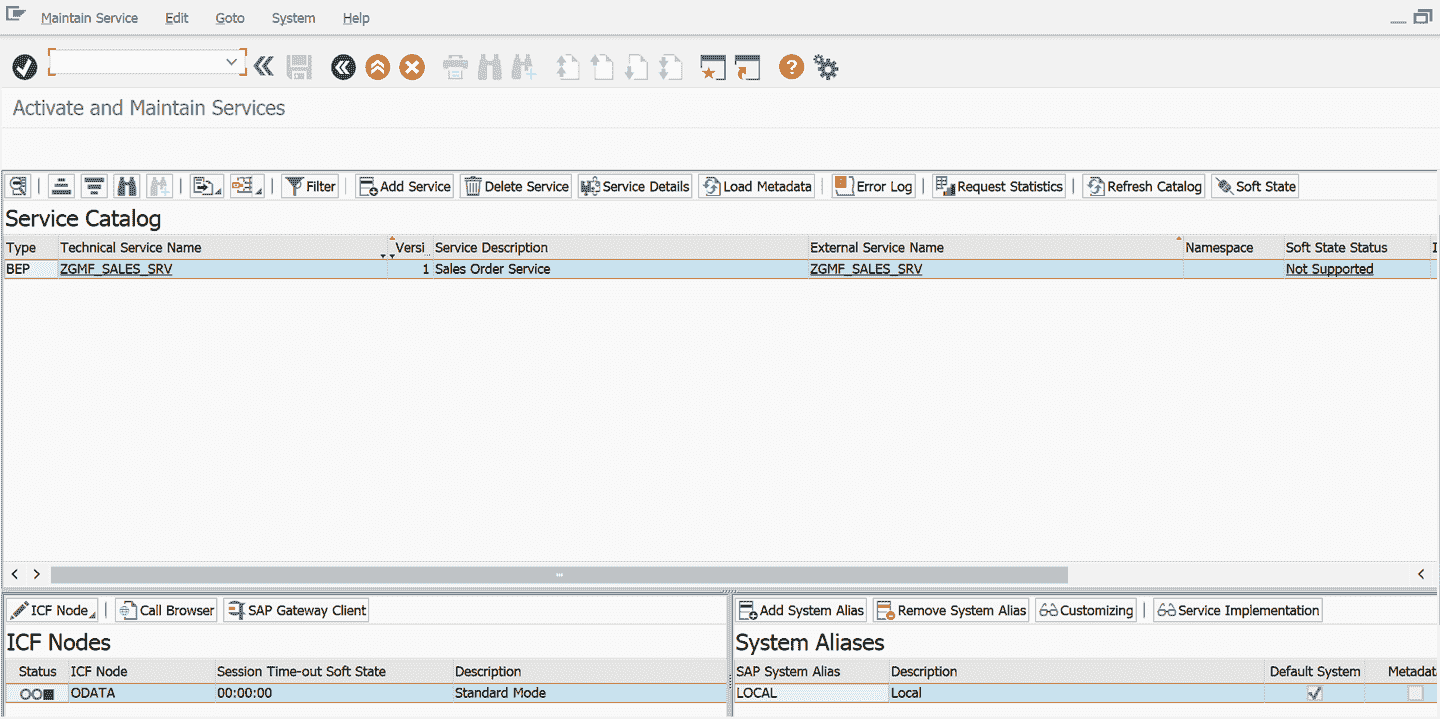 Maintain Service Edit Goto System Help
Activate and Maintain Services
Filter Add Service Delete Service Service Details Load Metadata Error Log Request Statistics Refresh Catalog Soft State
Service Catalog
Type Technical Service Name Versi Service Description External Service Name Namespace Soft State Status I
BEP ZGMF_SALES_SRV 1 Sales Order Service ZGMF_SALES_SRV Not Supported
ICF Node Call Browser SAP Gateway Client
ICF Nodes
Status ICF Node Session Time-out Soft State Description
ODATA 00:00:00 Standard Mode
Add System Alias Remove System Alias Customizing Service Implementation
System Aliases
SAP System Alias Description Default System Metadat
LOCAL Local